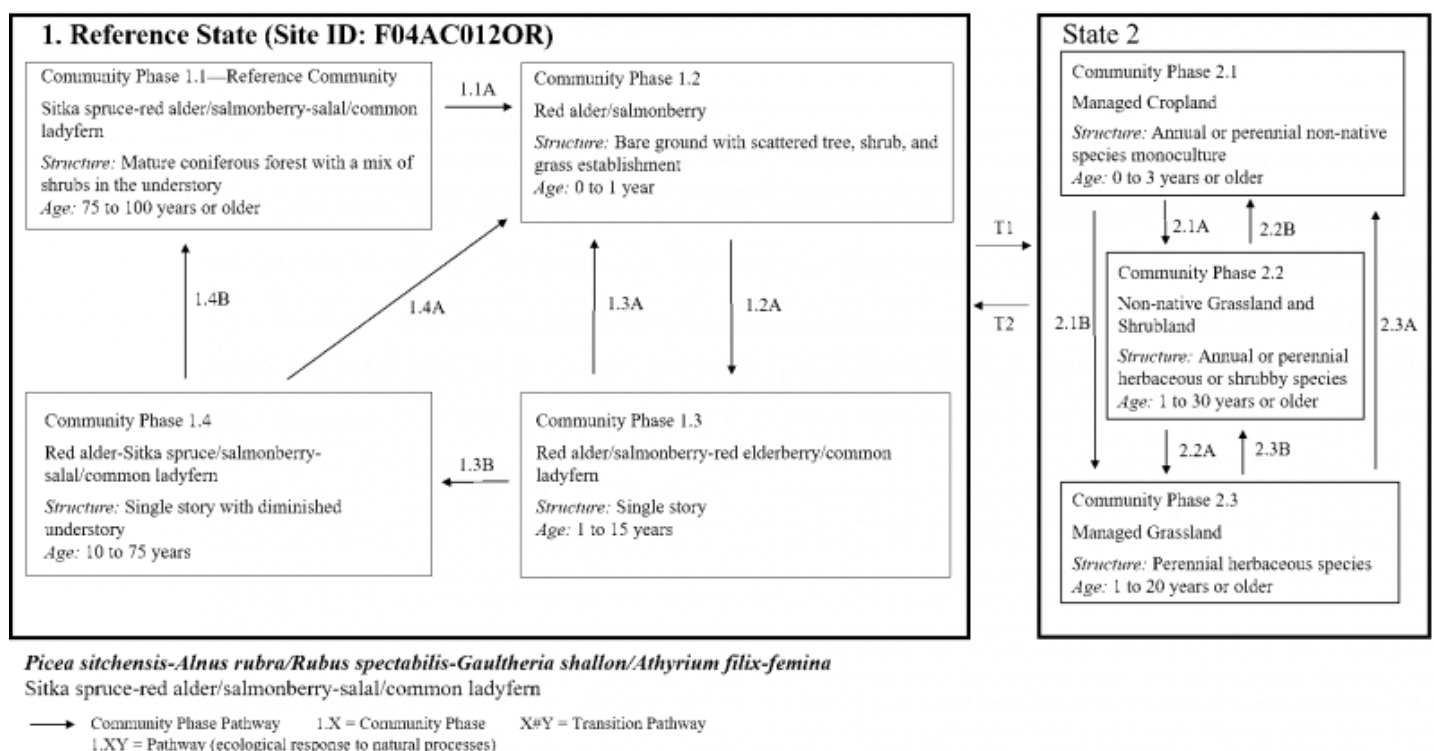 1. Reference State (Site ID: F04AC012OR)
Community Phase 1.1—Reference Community
Sitka spruce-red alder/salmonberry-salal/common
ladyfern
Structure: Mature coniferous forest with a mix of
shrubs in the understory
Age: 75 to 100 years or older
1.1A
Community Phase 1.2
Red alder/salmonberry
Structure: Bare ground with scattered tree, shrub, and
grass establishment
Age: 0 to 1 year
1.4B
1.4A
1.3A
1.2A
Community Phase 1.4
Red alder-Sitka spruce/salmonberry-
salal/common ladyfern
Structure: Single story with diminished
understory
Age: 10 to 75 years
1.3B
Community Phase 1.3
Red alder/salmonberry-red elderberry/common
ladyfern
Structure: Single story
Age: 1 to 15 years
T1
T2
State 2
Community Phase 2.1
Managed Cropland
Structure: Annual or perennial non-native
species monoculture
Age: 0 to 3 years or older
2.1A
2.2B
2.1B
2.3A
Community Phase 2.2
Non-native Grassland and
Shrubland
Structure: Annual or perennial
herbaceous or shrubby species
Age: 1 to 30 years or older
2.2A
2.3B
Community Phase 2.3
Managed Grassland
Structure: Perennial herbaceous species
Age: 1 to 20 years or older
Picea sitchensis-Alnus rubra/Rubus spectabilis-Gaultheria shallon/Athyrium filix-femina
Sitka spruce-red alder/salmonberry-salal/common ladyfern
Community Phase Pathway 1.X = Community Phase X#Y = Transition Pathway
1.XY = Pathway (ecological response to natural processes)